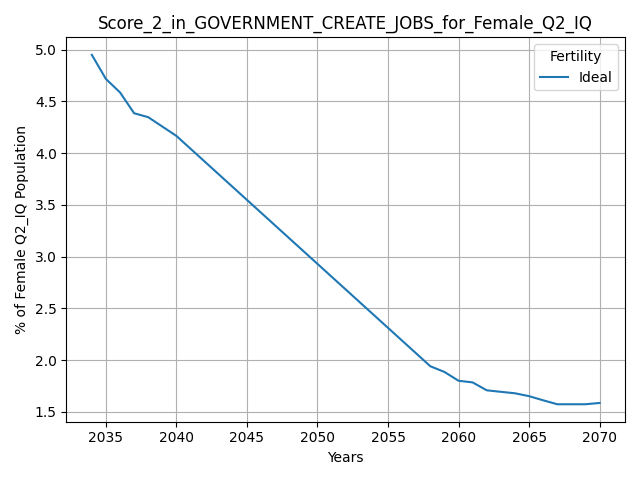 Score_2_in_GOVERNMENT_CREATE_JOBS_for_Female_Q2_IQ
Fertility
Ideal
% of Female Q2_IQ Population
5.0
4.5
4.0
3.5
3.0
2.5
2.0
1.5
2035 2040 2045 2050 2055 2060 2065 2070
Years